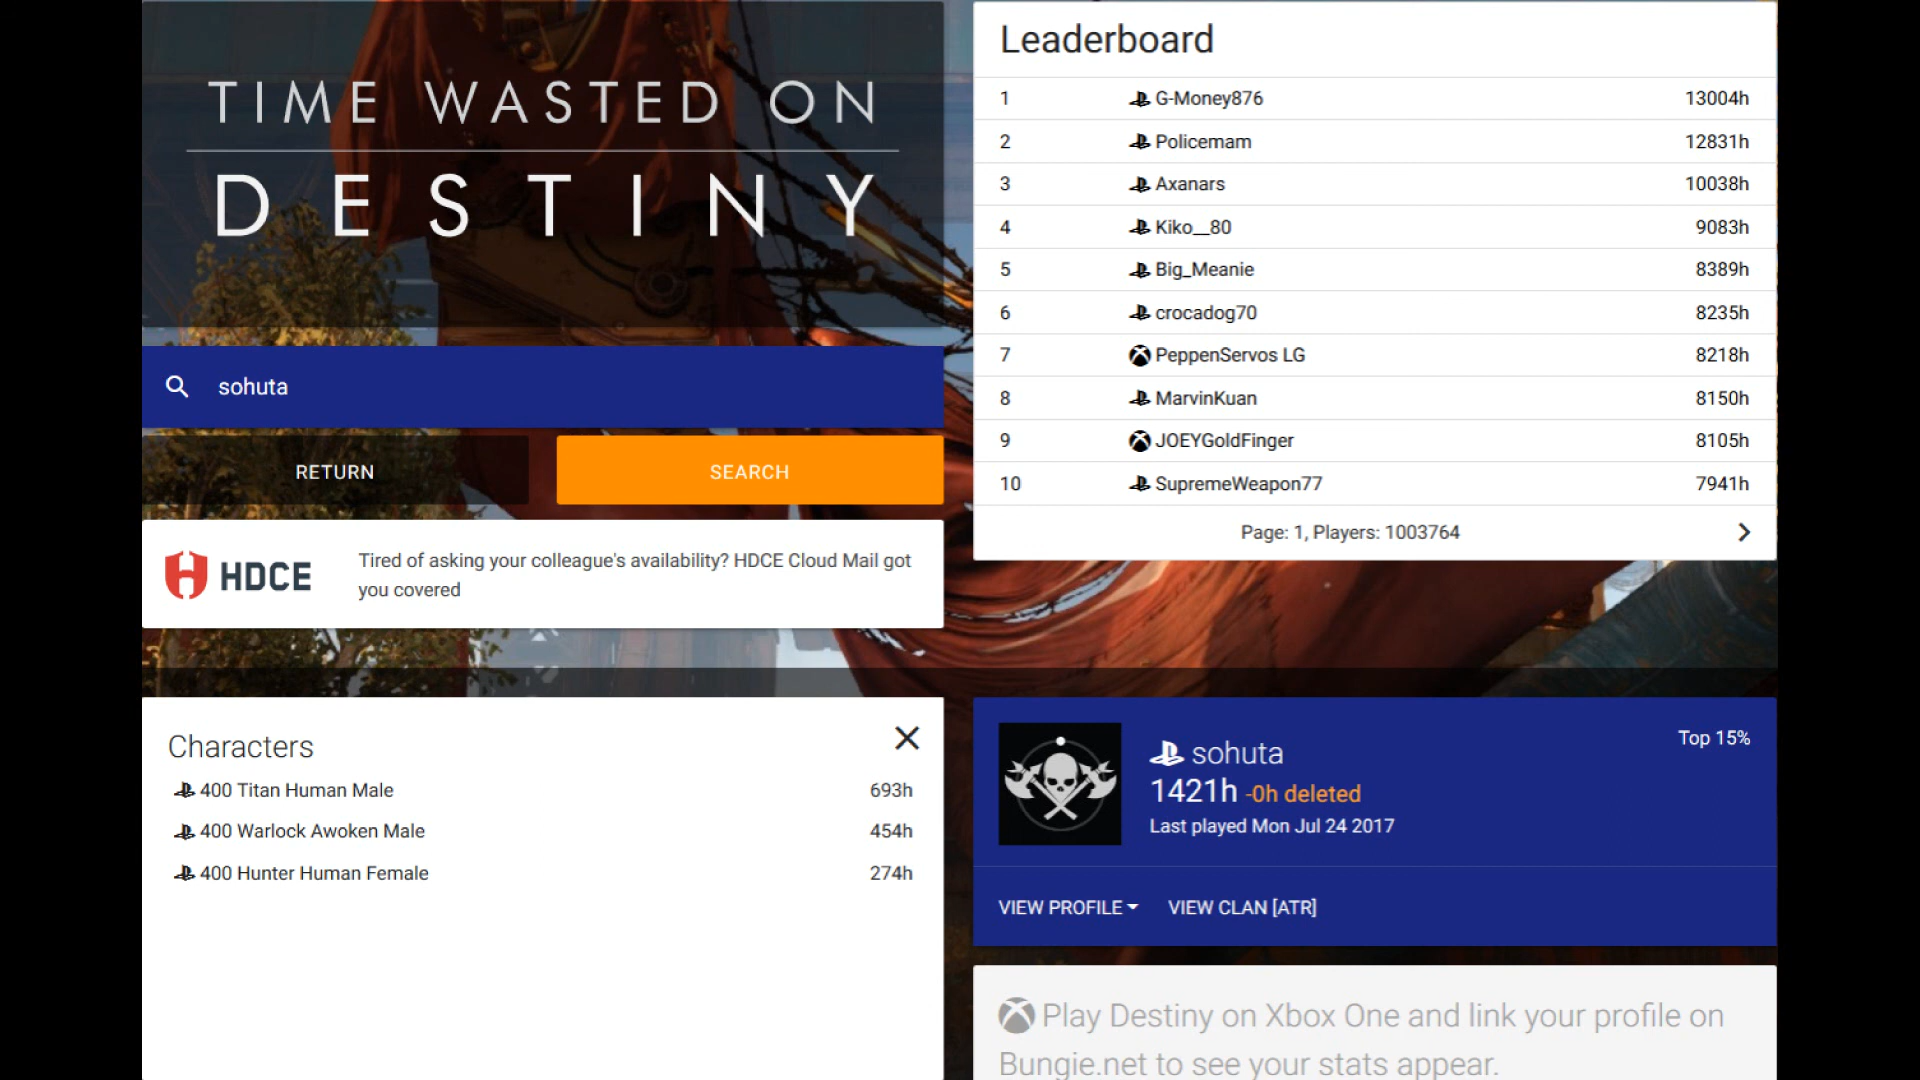 TIME WASTED ON
DESTINY
sohuta
RETURN
SEARCH
HDCE
Tired of asking your colleague's availability? HDCE Cloud Mail got
you covered
Leaderboard
1 G-Money876 13004h
2 Policemam 12831h
3 Axanars 10038h
4 Kiko__80 9083h
5 Big_Meanie 8389h
6 crocadog70 8235h
7 PeppenServos LG 8218h
8 MarvinKuan 8150h
9 JOEYGoldFinger 8105h
10 SupremeWeapon77 7941h
Page: 1, Players: 1003764
Characters
400 Titan Human Male 693h
400 Warlock Awoken Male 454h
400 Hunter Human Female 274h
sohuta
Top 15%
1421h -0h deleted
Last played Mon Jul 24 2017
VIEW PROFILE
VIEW CLAN [ATR]
Play Destiny on Xbox One and link your profile on
Bungie.net to see your stats appear.